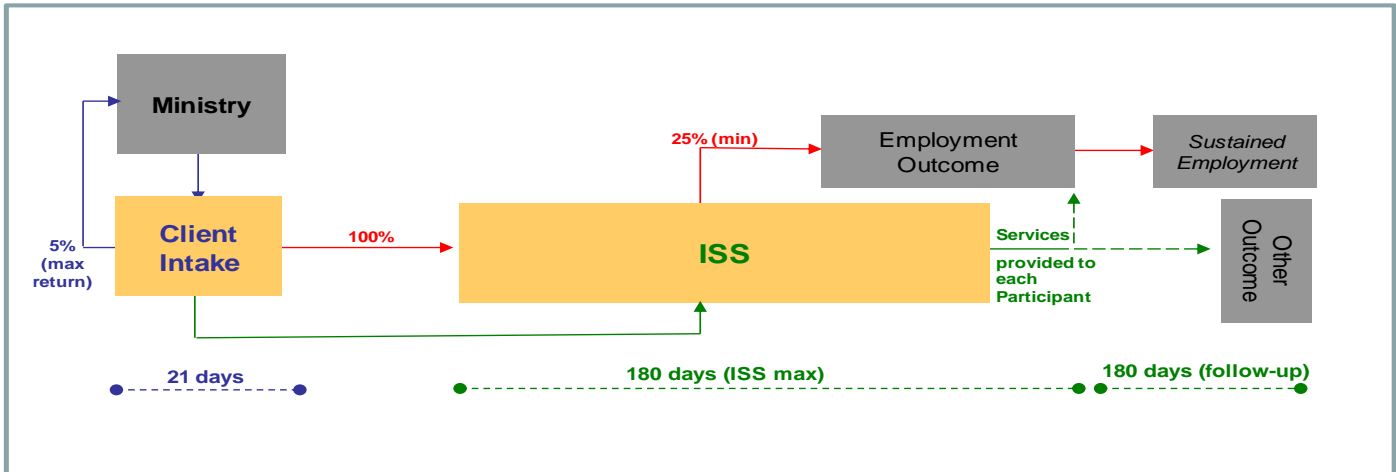 Ministry
25% (min)
Employment
Outcome
Sustained
Employment
5%
(max
return)
Client
Intake
100%
ISS
Services
provided to
each
Participant
Other
Outcome
21 days
180 days (ISS max)
180 days (follow-up)